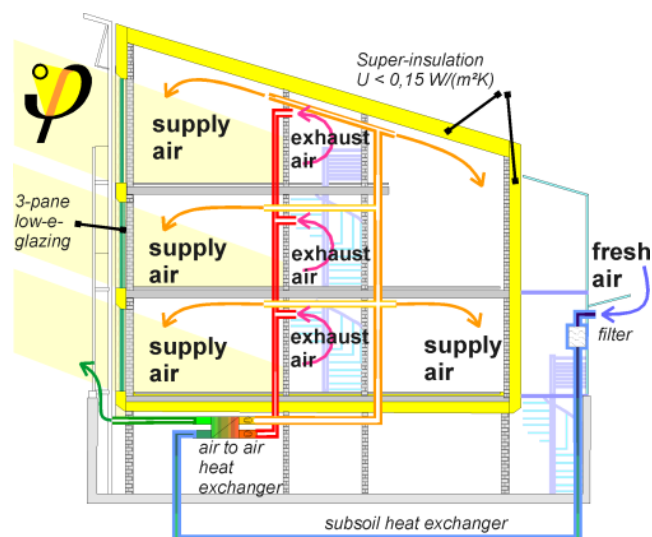 Super-insulation
U < 0,15 W/(m²K)
supply
air
exhaust
air
3-pane
low-e-
glazing
supply
air
exhaust
air
fresh
air
filter
supply
air
exhaust
air
supply
air
air to air
heat
exchanger
subsoil heat exchanger